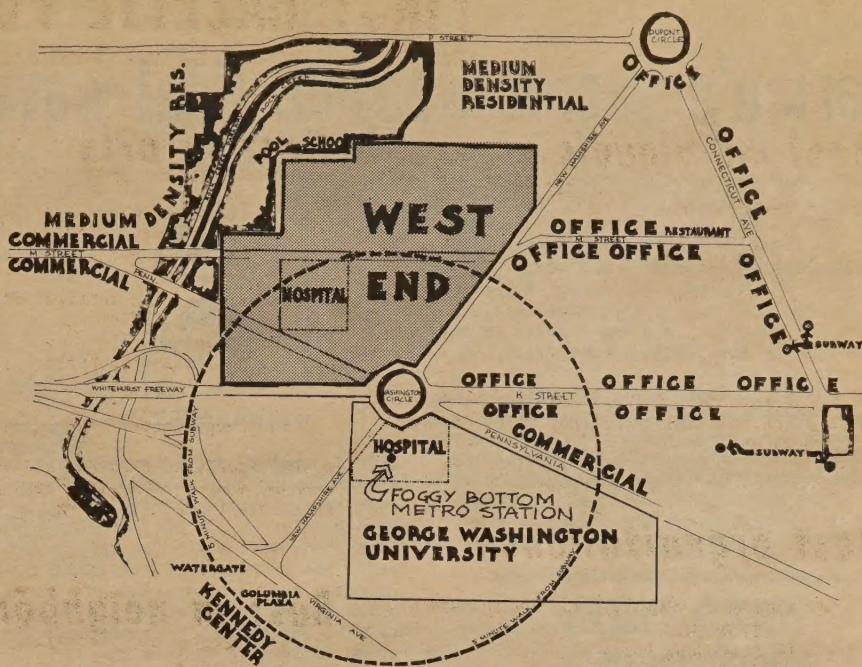 P STREET
DUPONT
CIRCLE
OFFICE
MEDIUM
DENSITY
RESIDENTIAL
MEDIUM
DENSITY RES.
POOL
SCHOOL
NEW HAMPSHIRE AVE
OFFICE
CONNECTICUT AVE
OFFICE
OFFICE
WEST
END
HOSPITAL
COMMERCIAL
M STREET
COMMERCIAL
PENN
OFFICE RESTAURANT
M STREET
OFFICE OFFICE
SUBWAY
WHITEHURST FREEWAY
WASHINGTON
CIRCLE
OFFICE OFFICE OFFICE
K STREET
OFFICE OFFICE
COMMERCIAL
PENNSYLVANIA
SUBWAY
HOSPITAL
FOGGY BOTTOM
METRO STATION
GEORGE WASHINGTON
UNIVERSITY
NEW HAMPSHIRE AVE
5 MINUTE WALK FROM SUBWAY
WATERGATE
COLUMBIA
PLAZA
VIRGINIA AVE
KENNEDY
CENTER
5 MINUTE WALK FROM SUBWAY